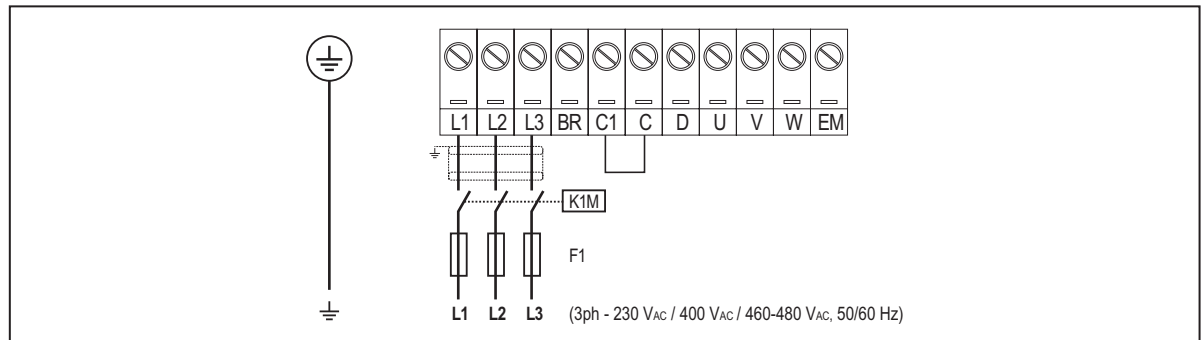 L1 L2 L3 BR C1 C D U V W EM
K1M
F1
L1 L2 L3 (3ph - 230 VAC / 400 VAC / 460-480 VAC, 50/60 Hz)